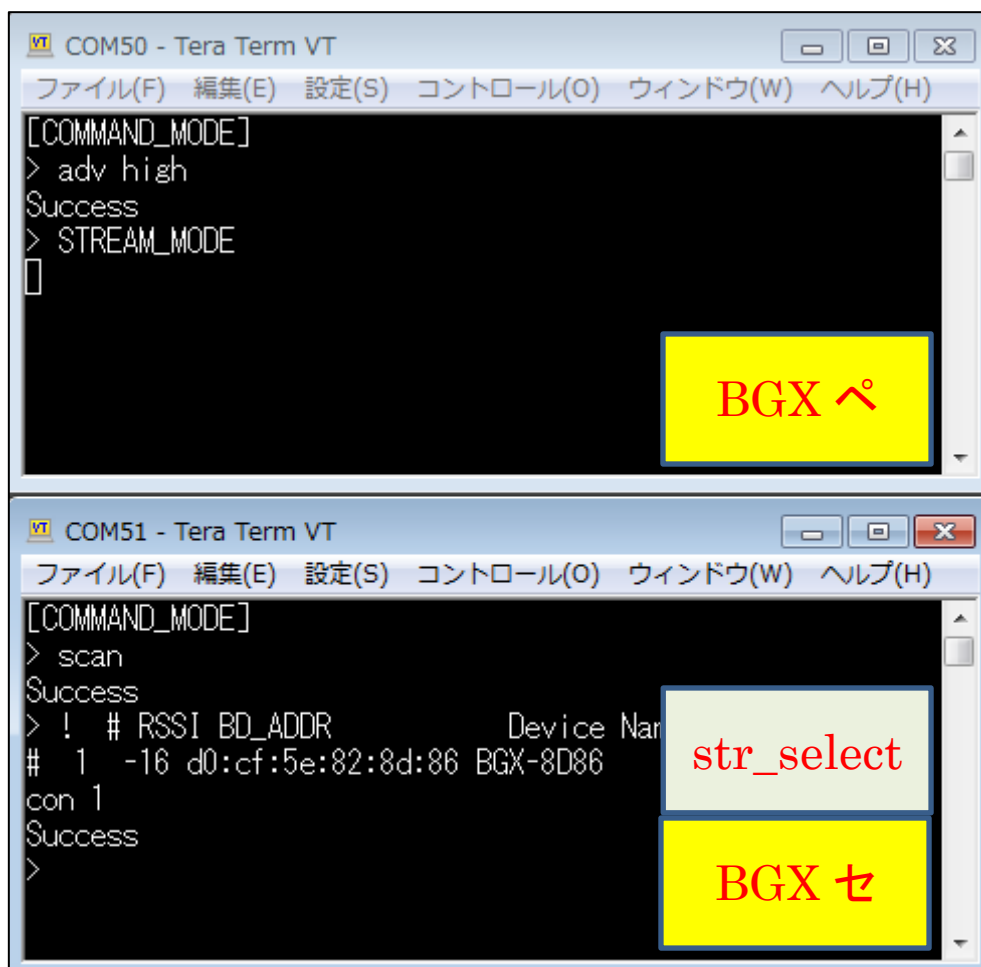 COM50 - Tera Term VT
ファイル(F) 編集(E) 設定(S) コントロール(O) ウィンドウ(W) ヘルプ(H)
[COMMAND_MODE]
> adv high
Success
> STREAM_MODE
BGX ペ
COM51 - Tera Term VT
ファイル(F) 編集(E) 設定(S) コントロール(O) ウィンドウ(W) ヘルプ(H)
[COMMAND_MODE]
> scan
Success
> ! # RSSI BD_ADDR Device
# 1 -16 d0:cf:5e:82:8d:86 BGX-8D86
str_select
con 1
Success
>
BGX セ